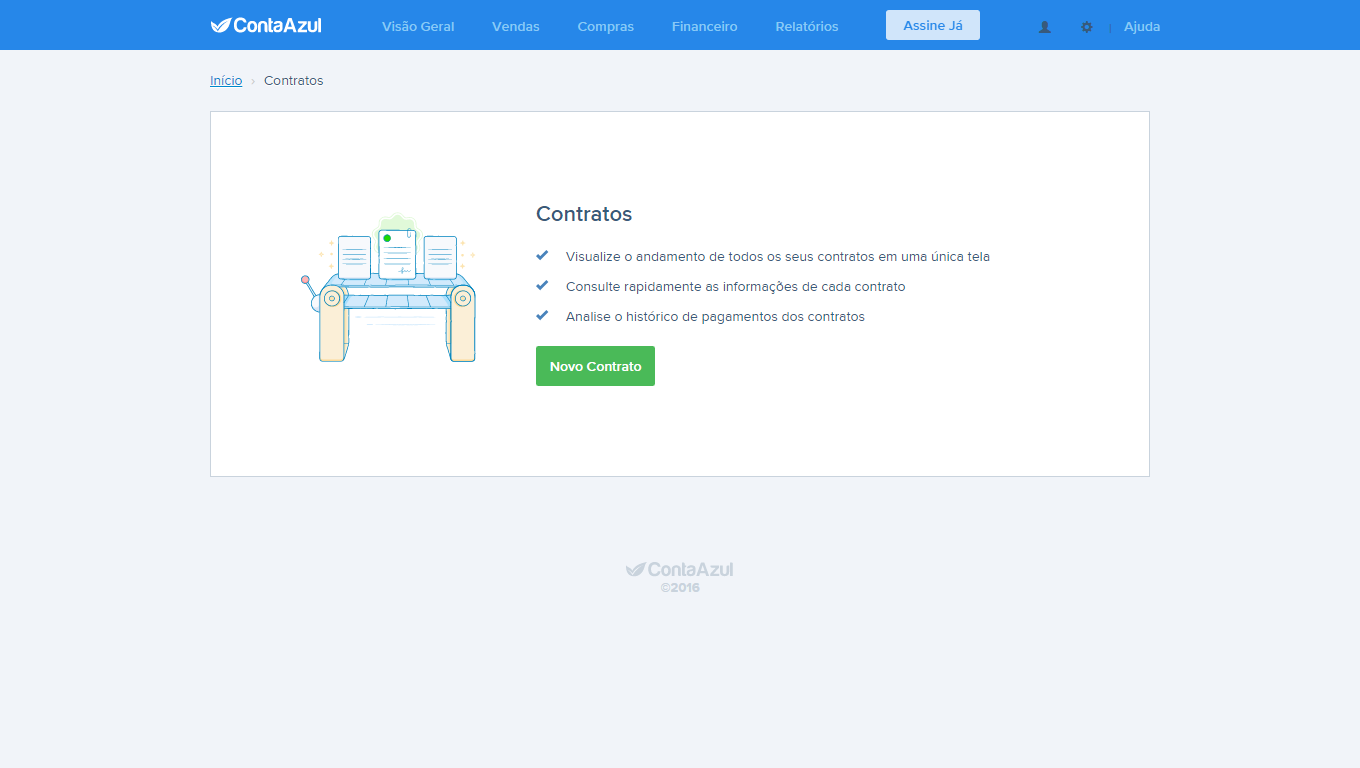 ContaAzul Visão Geral Vendas Compras Financeiro Relatórios Assine Já | Ajuda
Início › Contratos
Contratos
Visualize o andamento de todos os seus contratos em uma única tela
Consulte rapidamente as informações de cada contrato
Analise o histórico de pagamentos dos contratos
Novo Contrato
ContaAzul
©2016